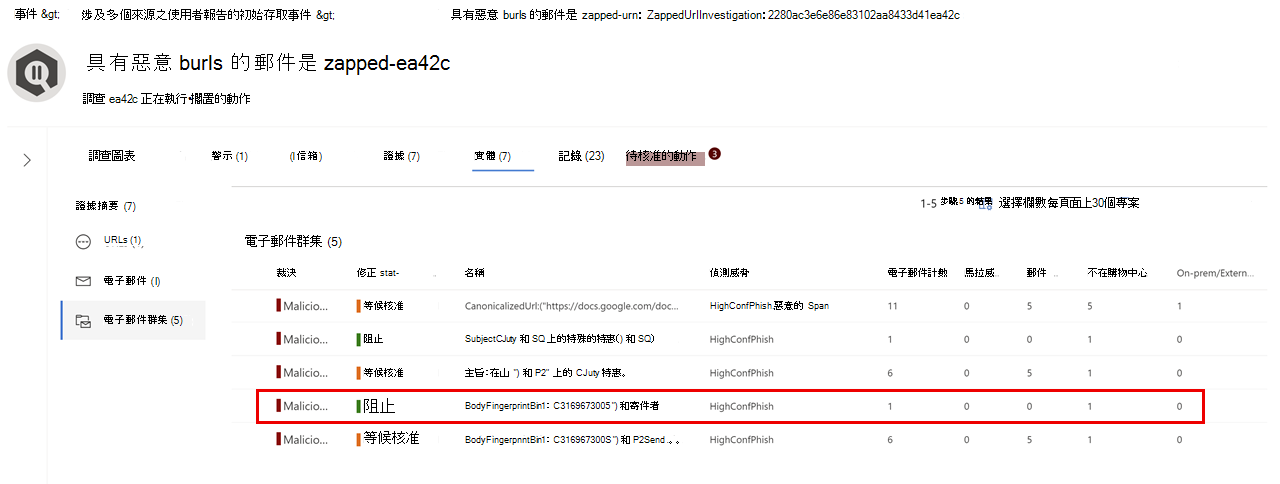 事件 &gt; 涉及多個來源之使用者報告的初始存取事件 &gt; 具有惡意 burls 的郵件是 zapped-urn: ZappedUrlInvestigation: 2280ac3e6e86e83102aa8433d41ea42c
具有惡意 burls 的郵件是 zapped-ea42c
調查 ea42c 正在執行•擱置的動作
調查圖表 警示 (1) (I信箱) 證據 (7) 實體 (7) 記錄 (23) 待核准的動作 3
證據摘要 (7)
1-5 步驟5 的結果 選擇欄數每頁面上30個專案
URLs (1)
電子郵件 (I)
電子郵件群集 (5)
電子郵件群集 (5)
裁決 修正 stat- 名稱 偵測威脅 電子郵件計數 馬拉威.. 郵件 .. 不在購物中心 On-prem/Extern...
Malicio... 等候核准 CanonicalizedUrl:("https://docs.google.com/doc... HighConfPhish.惡意的 Span 11 0 5 5 1
Malicio... 阻止 SubjectCJuty 和 SQ 上的特殊的特惠() 和 SQ) HighConfPhish 1 0 0 1 0
Malicio... 等候核准 主旨：在山 ") 和 P2" 上的 CJuty 特惠。 HighConfPhish 6 0 5 1 0
Malicio... 阻止 BodyFingerprintBin1: C3169673005") 和寄件者 HighConfPhish 1 0 0 1 0
Malicio... 等候核准 BodyFingerpnntBin1: C316967300S") 和 P2Send.。。 HighConfPhish 6 0 5 1 0